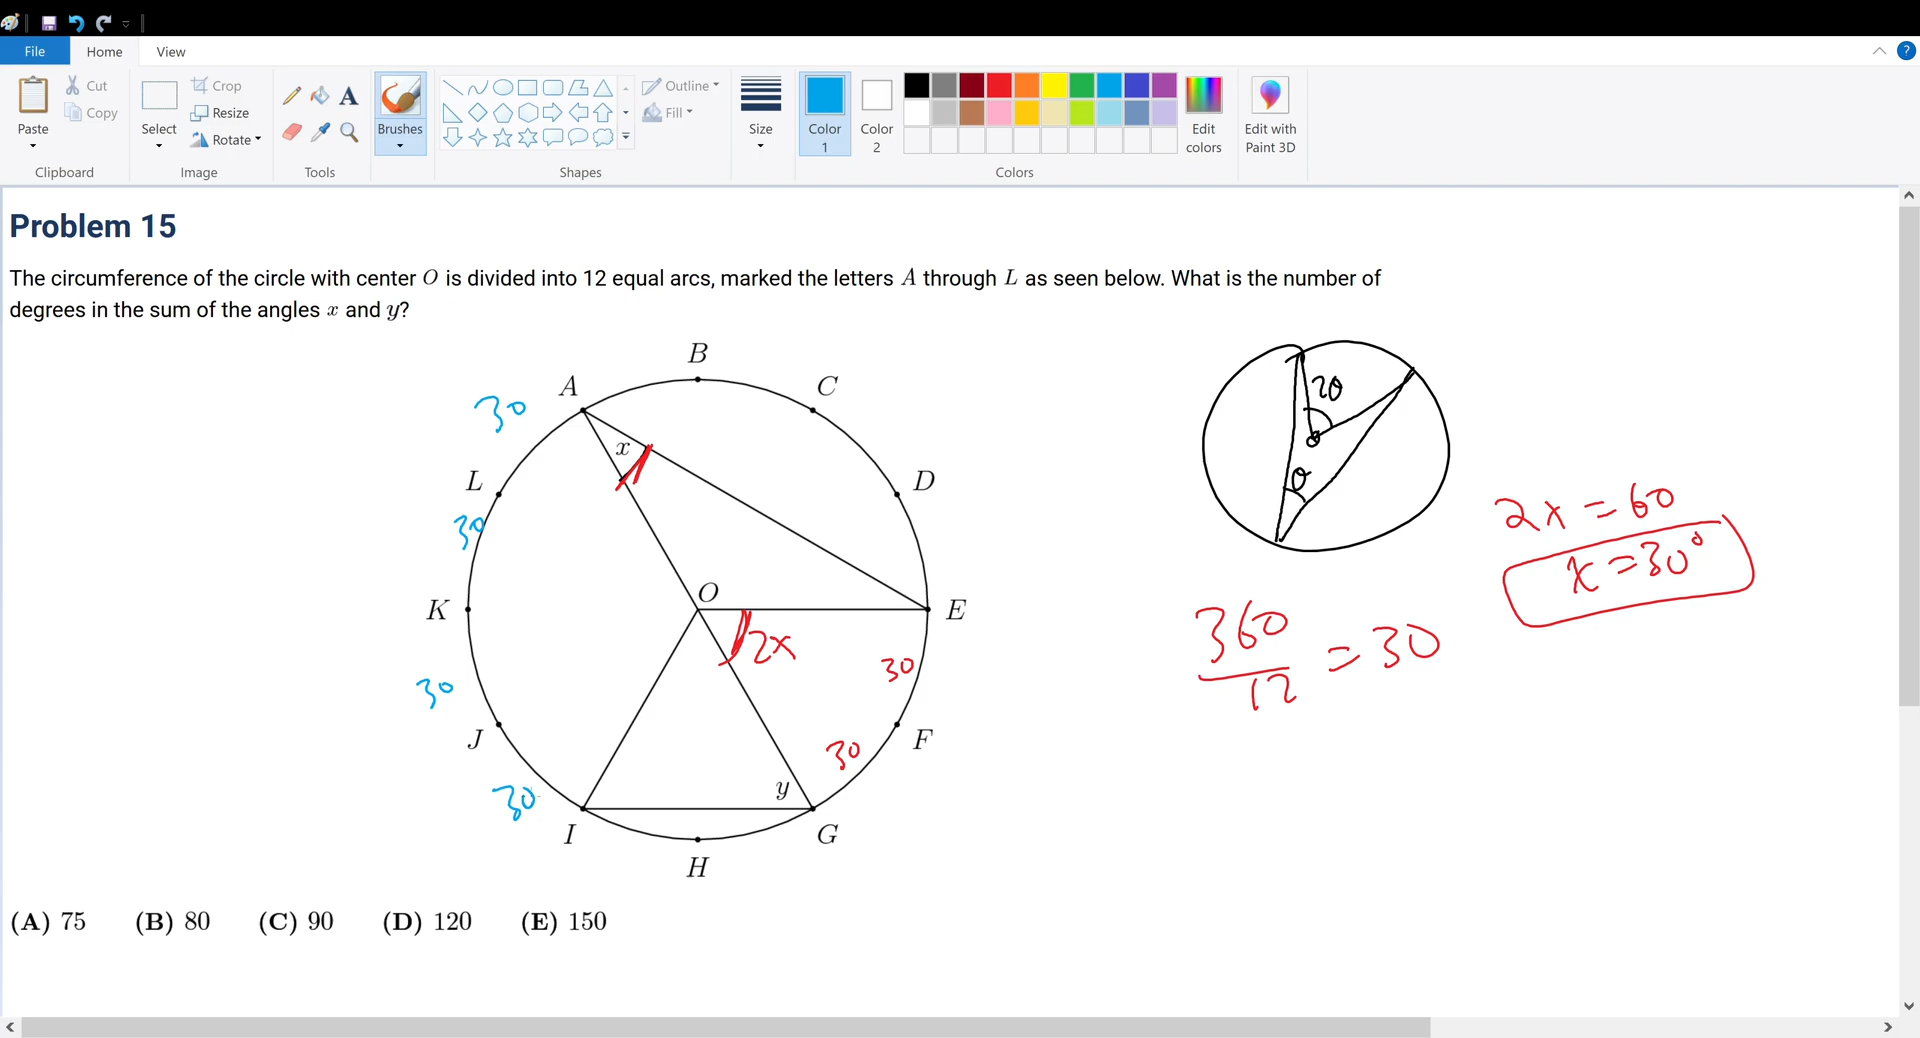 File Home View ?
Paste Cut Copy Clipboard
Select Crop Resize Rotate Image
A Tools
Brushes
Shapes Outline Fill
Size
Color 1 Color 2 Edit colors Edit with Paint 3D Colors
Problem 15
The circumference of the circle with center O is divided into 12 equal arcs, marked the letters A through L as seen below. What is the number of
degrees in the sum of the angles x and y?
B
A C
30
x
L D
30
O
K E
2x
30 30
J F
30
30 y
I G
H
2θ
θ
2x = 60
x = 30°
360/12 = 30
(A) 75 (B) 80 (C) 90 (D) 120 (E) 150